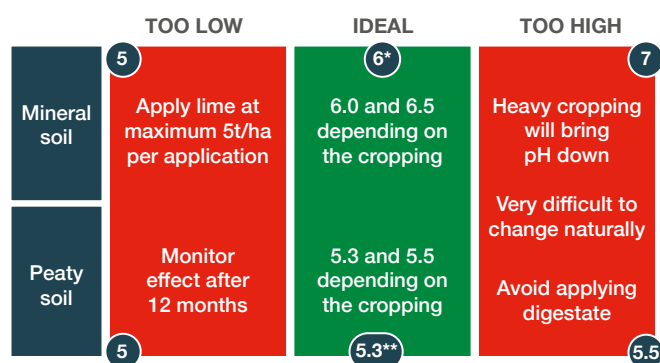 TOO LOW
IDEAL
TOO HIGH
5
6*
7
Mineral
soil
Apply lime at
maximum 5t/ha
per application
6.0 and 6.5
depending on
the cropping
Heavy cropping
will bring
pH down
Very difficult to
change naturally
Peaty
soil
Monitor
effect after
12 months
5.3 and 5.5
depending on
the cropping
Avoid applying
digestate
5
5.3**
5.5